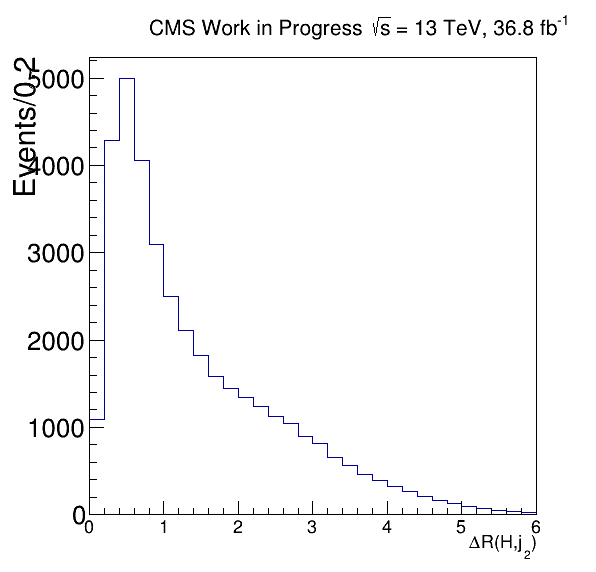 CMS Work in Progress √s = 13 TeV, 36.8 fb⁻¹
Events/0.2
5000
4000
3000
2000
1000
0
0 1 2 3 4 5 6
ΔR(H,j₂)